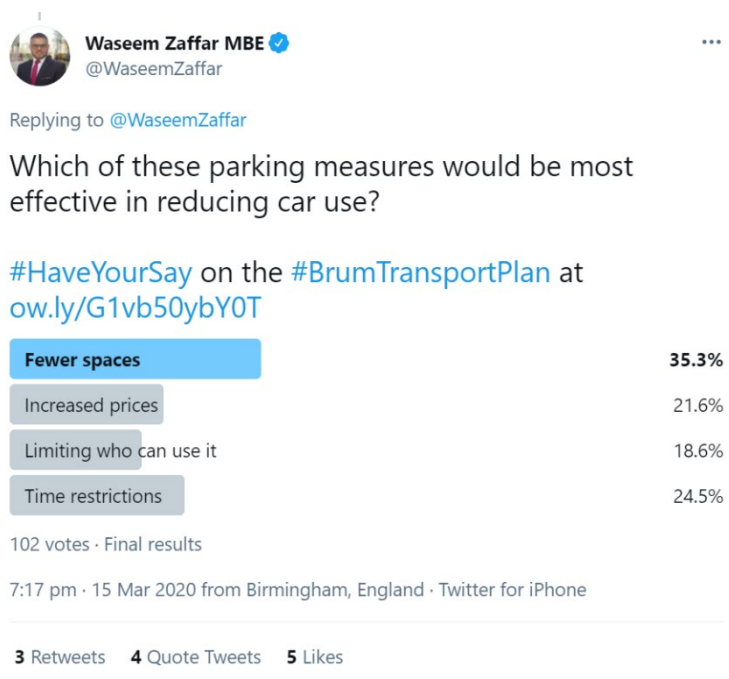 Waseem Zaffar MBE
@WaseemZaffar
Replying to @WaseemZaffar
Which of these parking measures would be most
effective in reducing car use?
#HaveYourSay on the #BrumTransportPlan at
ow.ly/G1vb50ybY0T
Fewer spaces 35.3%
Increased prices 21.6%
Limiting who can use it 18.6%
Time restrictions 24.5%
102 votes · Final results
7:17 pm · 15 Mar 2020 from Birmingham, England · Twitter for iPhone
3 Retweets 4 Quote Tweets 5 Likes